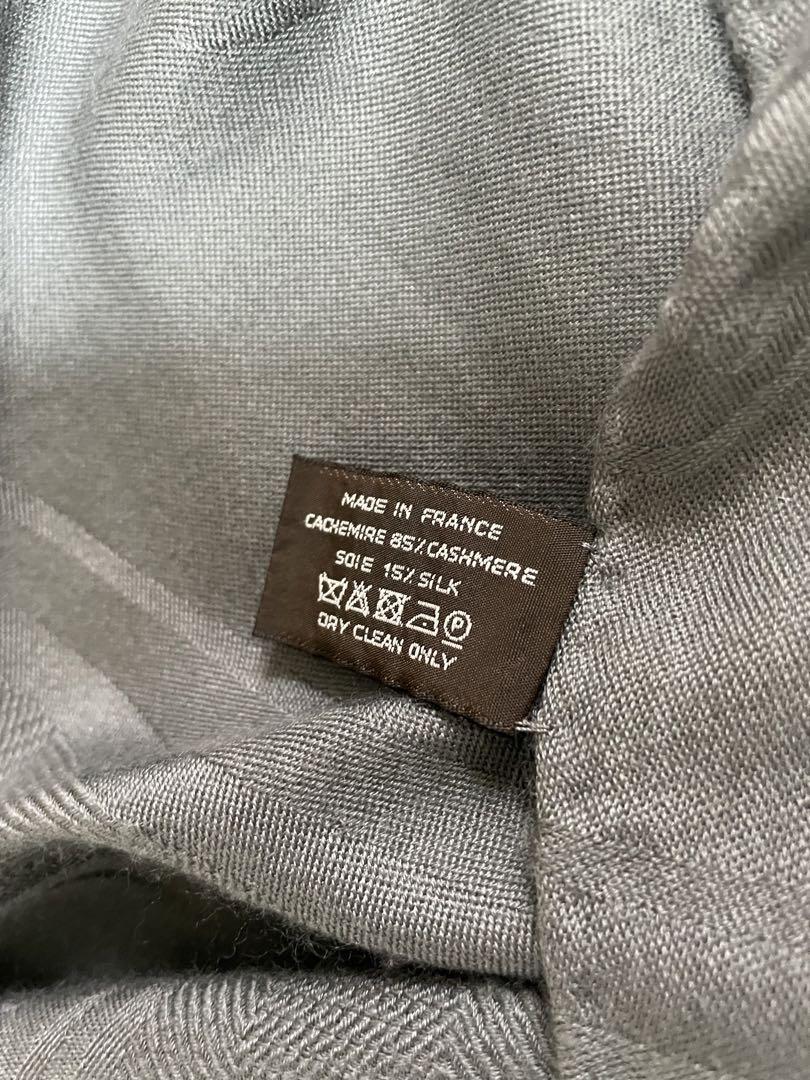 MADE IN FRANCE
CACHEMIRE 85% CASHMERE
SOIE 15% SILK
P
DRY CLEAN ONLY